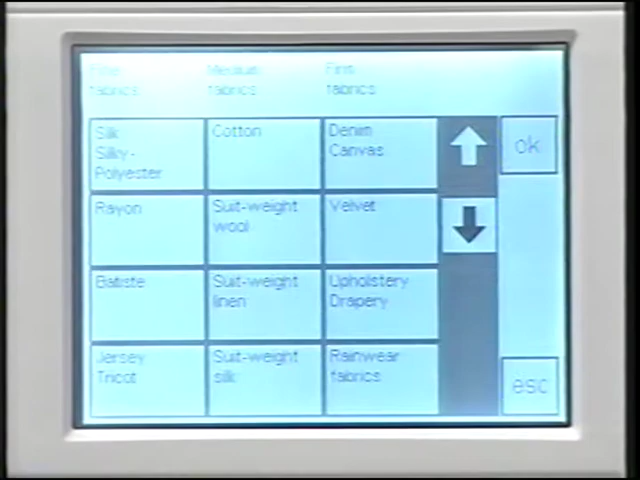 Fine Medium Firm
fabrics fabrics fabrics
Silk
Silky-
Polyester
Cotton
Denim
Canvas
ok
Rayon
Suit-weight
wool
Velvet
Batiste
Suit-weight
linen
Upholstery
Drapery
Jersey
Tricot
Suit-weight
silk
Rainwear
fabrics
esc